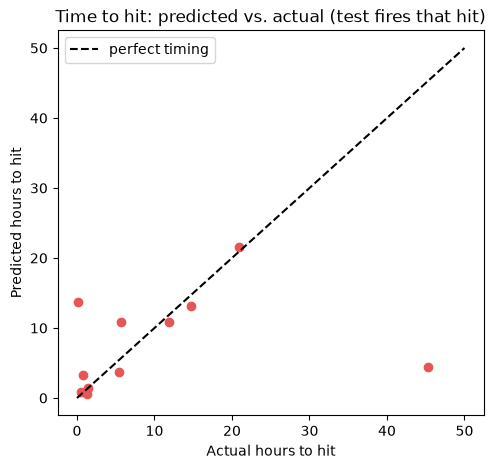 Time to hit: predicted vs. actual (test fires that hit)
perfect timing
50
40
30
20
10
0
Predicted hours to hit
0 10 20 30 40 50
Actual hours to hit